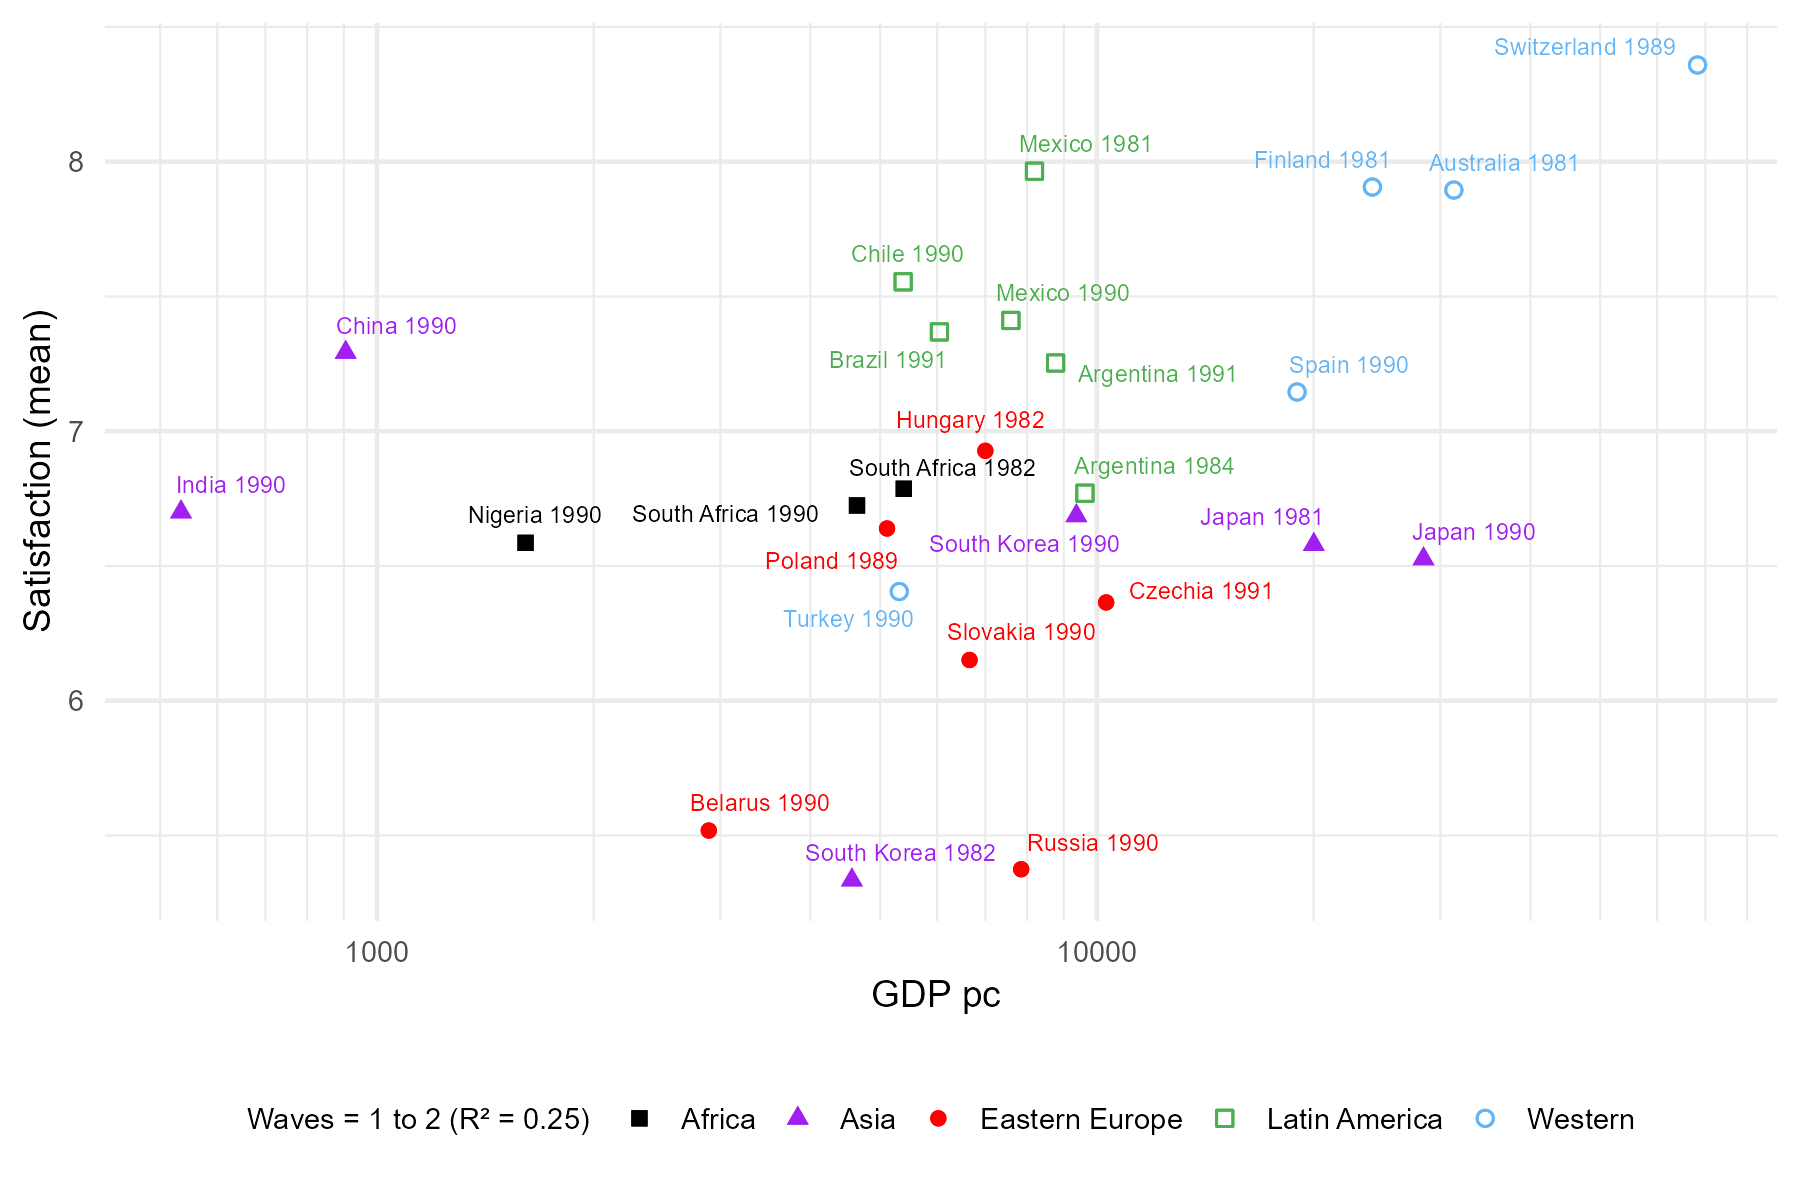 Switzerland 1989
Mexico 1981
Finland 1981
Australia 1981
8
Chile 1990
Mexico 1990
China 1990
Brazil 1991
Argentina 1991
Spain 1990
Hungary 1982
7
South Africa 1982
Argentina 1984
India 1990
Nigeria 1990
South Africa 1990
Japan 1981
Japan 1990
South Korea 1990
Poland 1989
Czechia 1991
Turkey 1990
Slovakia 1990
6
Belarus 1990
Russia 1990
South Korea 1982
Satisfaction (mean)
1000
10000
GDP pc
Waves = 1 to 2 (R² = 0.25)
Africa
Asia
Eastern Europe
Latin America
Western